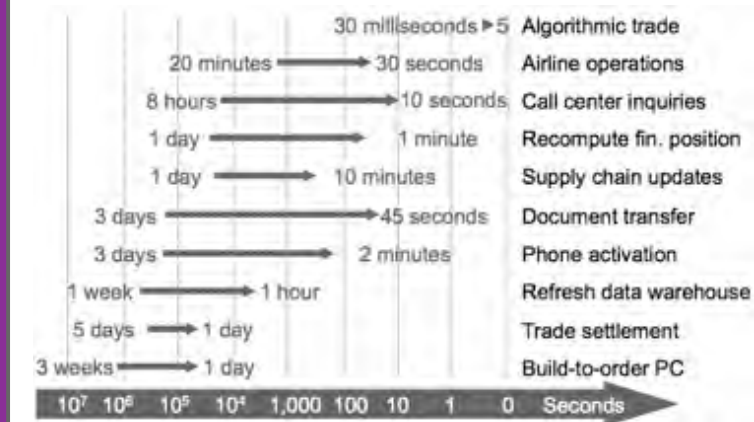 30 milliseconds 5 Algorithmic trade
20 minutes 30 seconds Airline operations
8 hours 10 seconds Call center inquiries
1 day 1 minute Recompute fin. position
1 day 10 minutes Supply chain updates
3 days 45 seconds Document transfer
3 days 2 minutes Phone activation
1 week 1 hour Refresh data warehouse
5 days 1 day Trade settlement
3 weeks 1 day Build-to-order PC
10⁷ 10⁶ 10⁵ 10⁴ 1,000 100 10 1 0 Seconds